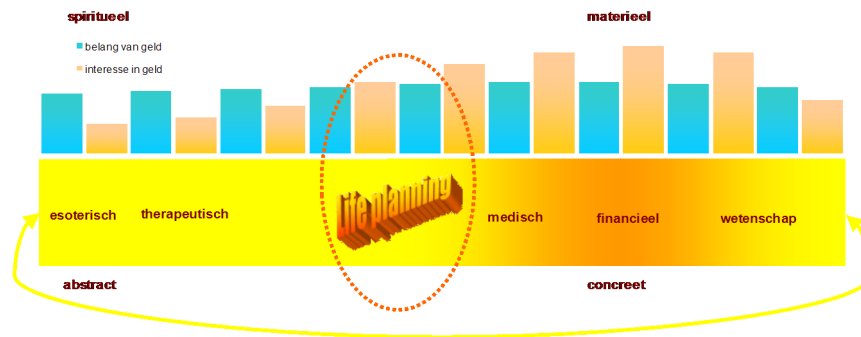 spiritueel
materieel
belang van geld
interesse in geld
life planning
esoterisch
therapeutisch
medisch
financieel
wetenschap
abstract
concreet